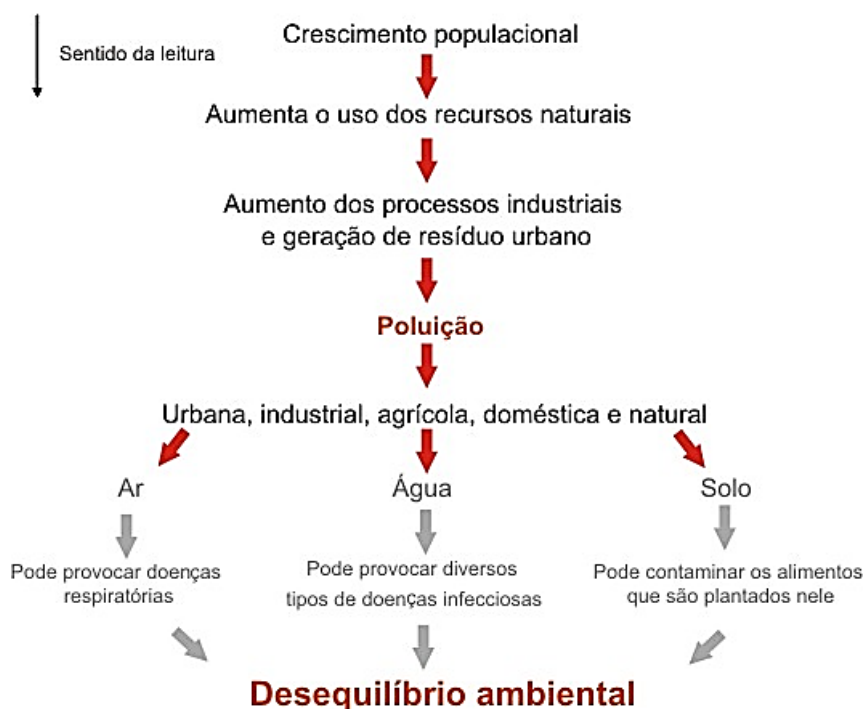 Sentido da leitura
Crescimento populacional
Aumenta o uso dos recursos naturais
Aumento dos processos industriais
e geração de resíduo urbano
Poluição
Urbana, industrial, agrícola, doméstica e natural
Ar
Água
Solo
Pode provocar doenças
respiratórias
Pode provocar diversos
tipos de doenças infecciosas
Pode contaminar os alimentos
que são plantados nele
Desequilíbrio ambiental